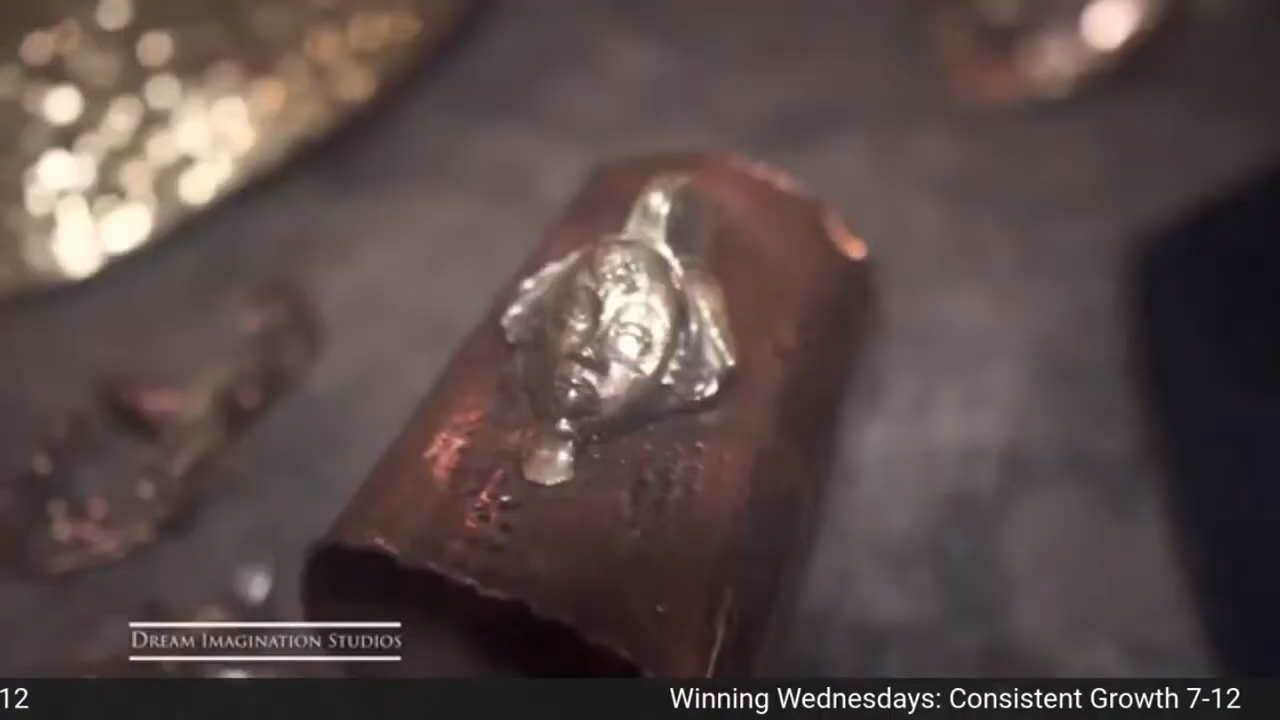 DREAM IMAGINATION STUDIOS
12
Winning Wednesdays: Consistent Growth 7-12